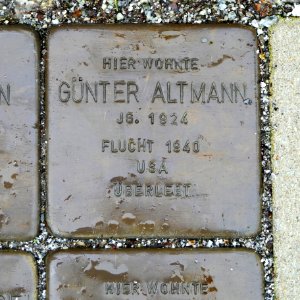 HIER WOHNTE
GÜNTER ALTMANN
JG. 1924
FLUCHT 1940
USA
ÜBERLEBT
N
HIER WOHNTE